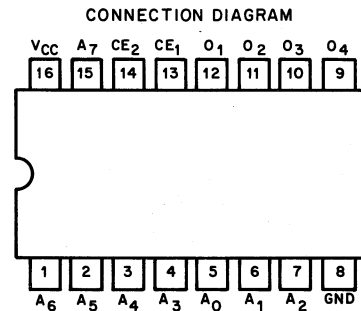 CONNECTION DIAGRAM
VCC A7 CE2 CE1 O1 O2 O3 O4
16 15 14 13 12 11 10 9
1 2 3 4 5 6 7 8
A6 A5 A4 A3 A0 A1 A2 GND